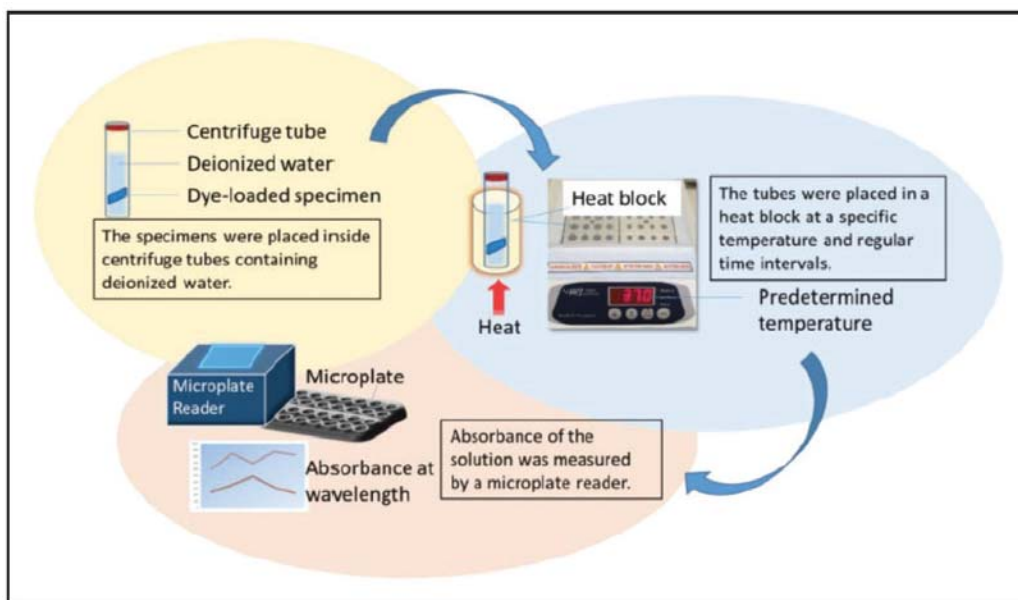 Centrifuge tube
Deionized water
Dye-loaded specimen
The specimens were placed inside
centrifuge tubes containing
deionized water.
Heat block
370
Heat
The tubes were placed in a
heat block at a specific
temperature and regular
time intervals.
Predetermined
temperature
Microplate
Reader
Microplate
Absorbance at
wavelength
Absorbance of the
solution was measured
by a microplate reader.